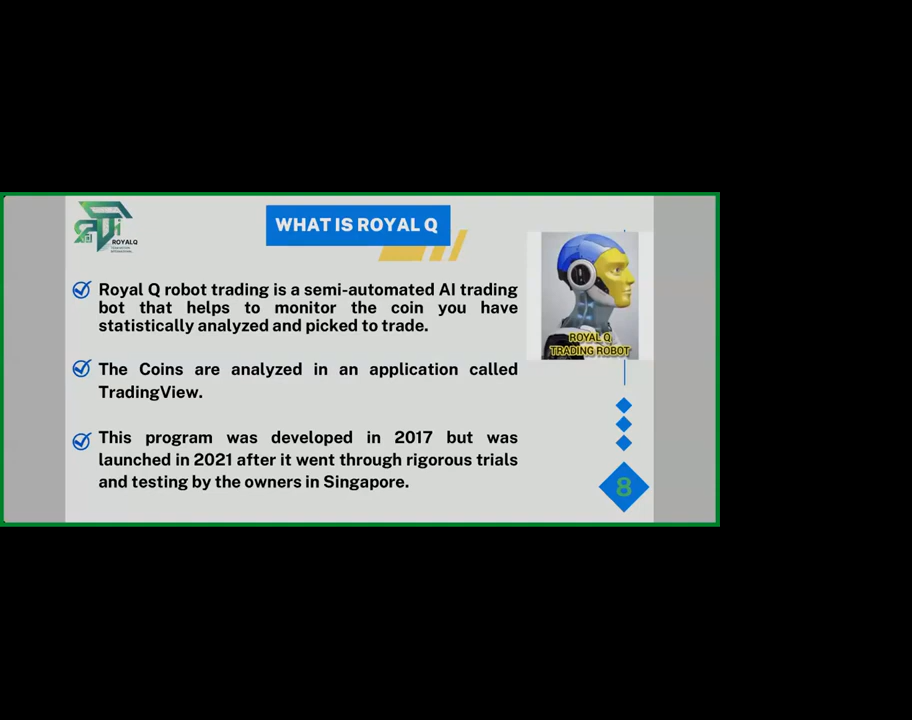 WHAT IS ROYAL Q
ROYALQ
Royal Q robot trading is a semi-automated AI trading
bot that helps to monitor the coin you have
statistically analyzed and picked to trade.
ROYAL Q
TRADING ROBOT
The Coins are analyzed in an application called
TradingView.
This program was developed in 2017 but was
launched in 2021 after it went through rigorous trials
and testing by the owners in Singapore.
8